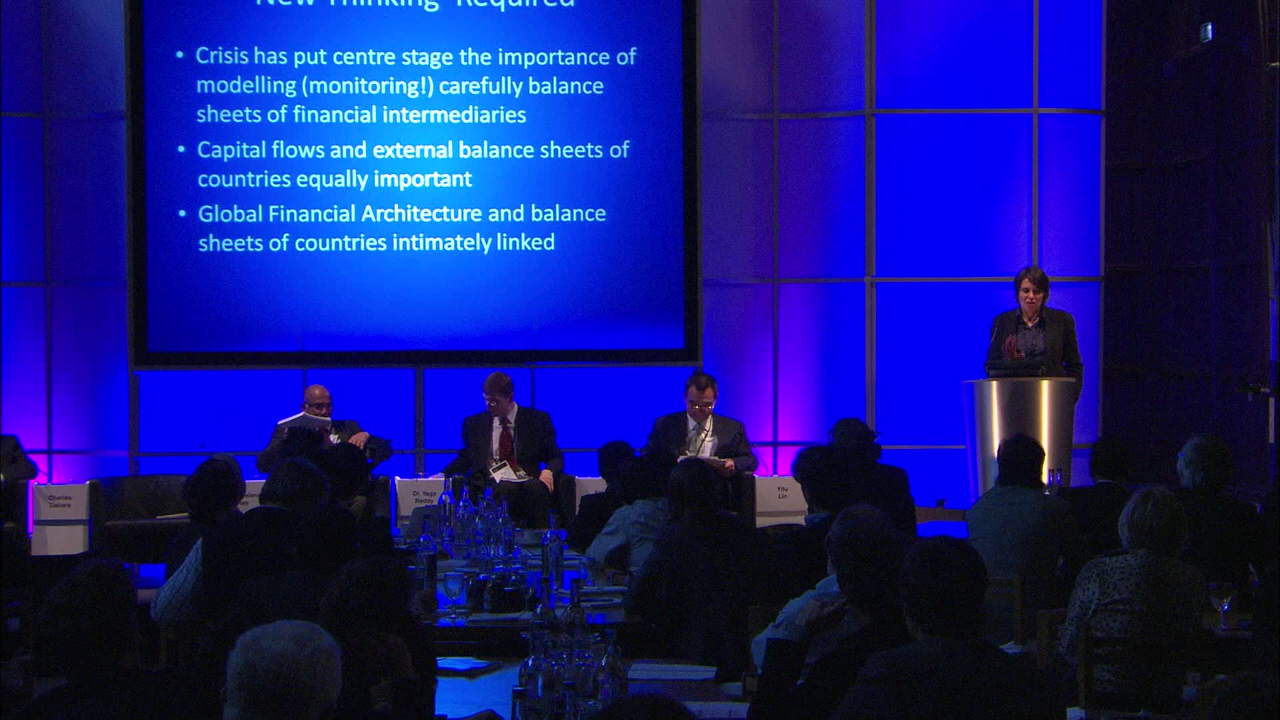 New Thinking Required
• Crisis has put centre stage the importance of
modelling (monitoring!) carefully balance
sheets of financial intermediaries
• Capital flows and external balance sheets of
countries equally important
• Global Financial Architecture and balance
sheets of countries intimately linked
Charles
Dallara
Dr. Yaga
Reddy
Yifu
Lin